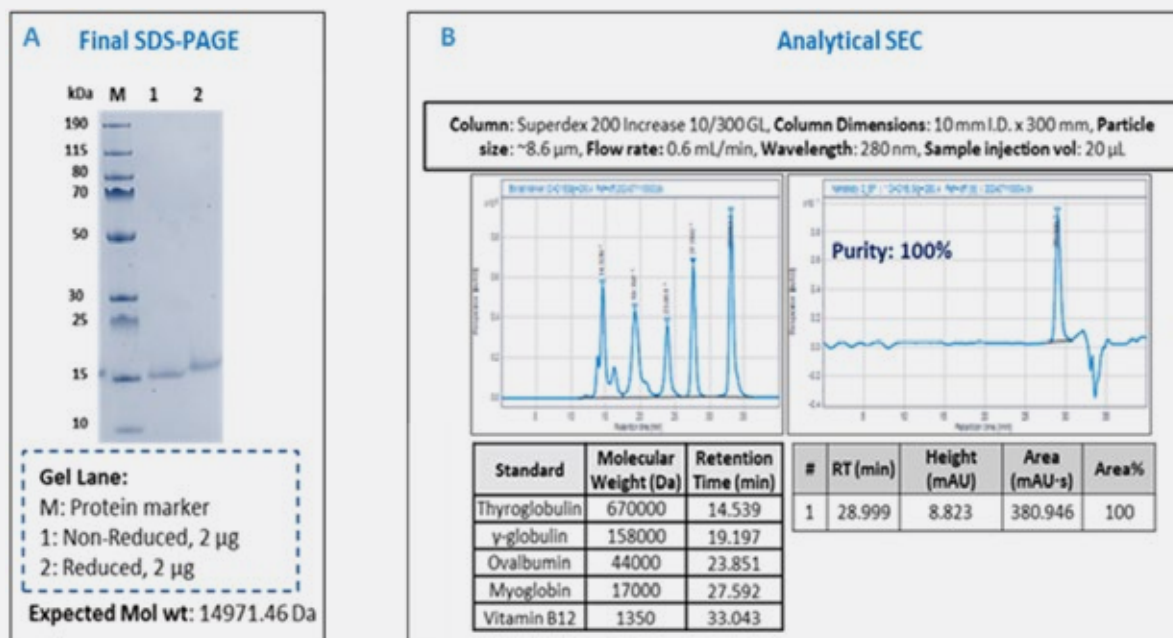 A Final SDS-PAGE
kDa M 1 2
190
115
80
70
50
30
25
15
10
Gel Lane:
M: Protein marker
1: Non-Reduced, 2 µg
2: Reduced, 2 µg
Expected Mol wt: 14971.46 Da
B Analytical SEC
Column: Superdex 200 Increase 10/300 GL, Column Dimensions: 10 mm I.D. x 300 mm, Particle
size: ~8.6 µm, Flow rate: 0.6 mL/min, Wavelength: 280 nm, Sample injection vol: 20 µL
Purity: 100%
Standard Molecular Weight (Da) Retention Time (min)
Thyroglobulin 670000 14.539
γ-globulin 158000 19.197
Ovalbumin 44000 23.851
Myoglobin 17000 27.592
Vitamin B12 1350 33.043
# RT (min) Height (mAU) Area (mAU·s) Area%
1 28.999 8.823 380.946 100